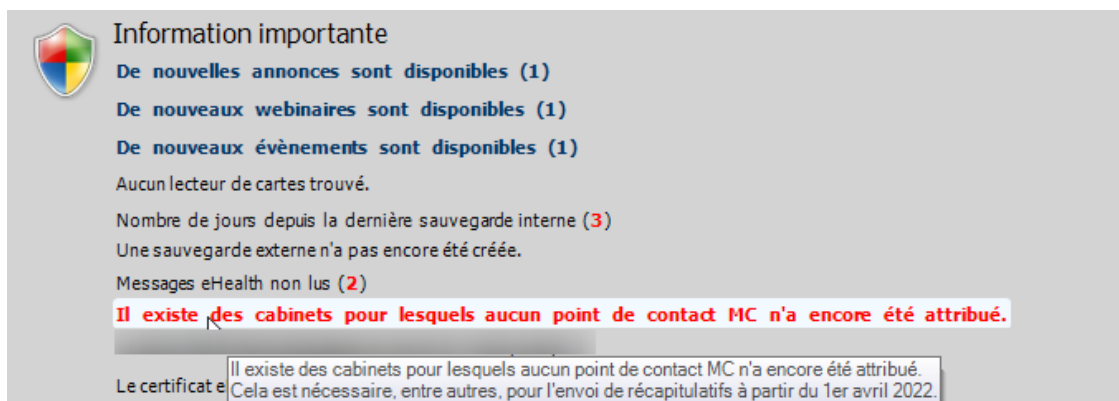 Information importante
De nouvelles annonces sont disponibles (1)
De nouveaux webinaires sont disponibles (1)
De nouveaux évènements sont disponibles (1)
Aucun lecteur de cartes trouvé.
Nombre de jours depuis la dernière sauvegarde interne (3)
Une sauvegarde externe n'a pas encore été créée.
Messages eHealth non lus (2)
Il existe des cabinets pour lesquels aucun point de contact MC n'a encore été attribué.
Il existe des cabinets pour lesquels aucun point de contact MC n'a encore été attribué.
Le certificat e
Cela est nécessaire, entre autres, pour l'envoi de récapitulatifs à partir du 1er avril 2022.